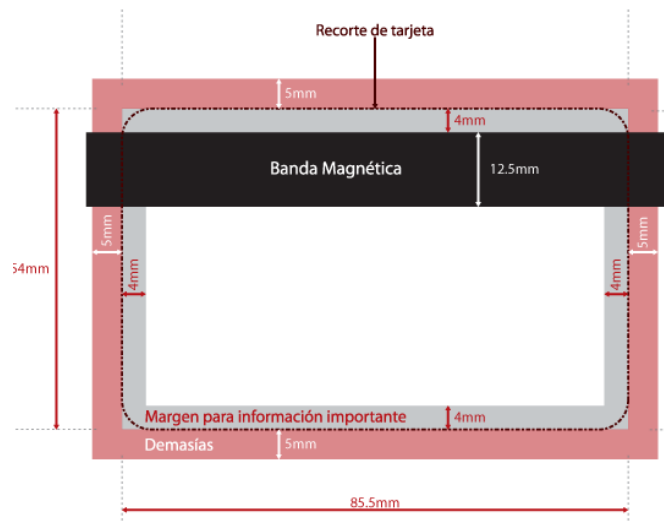 Recorte de tarjeta
5mm
4mm
Banda Magnética
12.5mm
5mm
5mm
54mm
4mm
4mm
Margen para información importante
4mm
Demasías
5mm
85.5mm